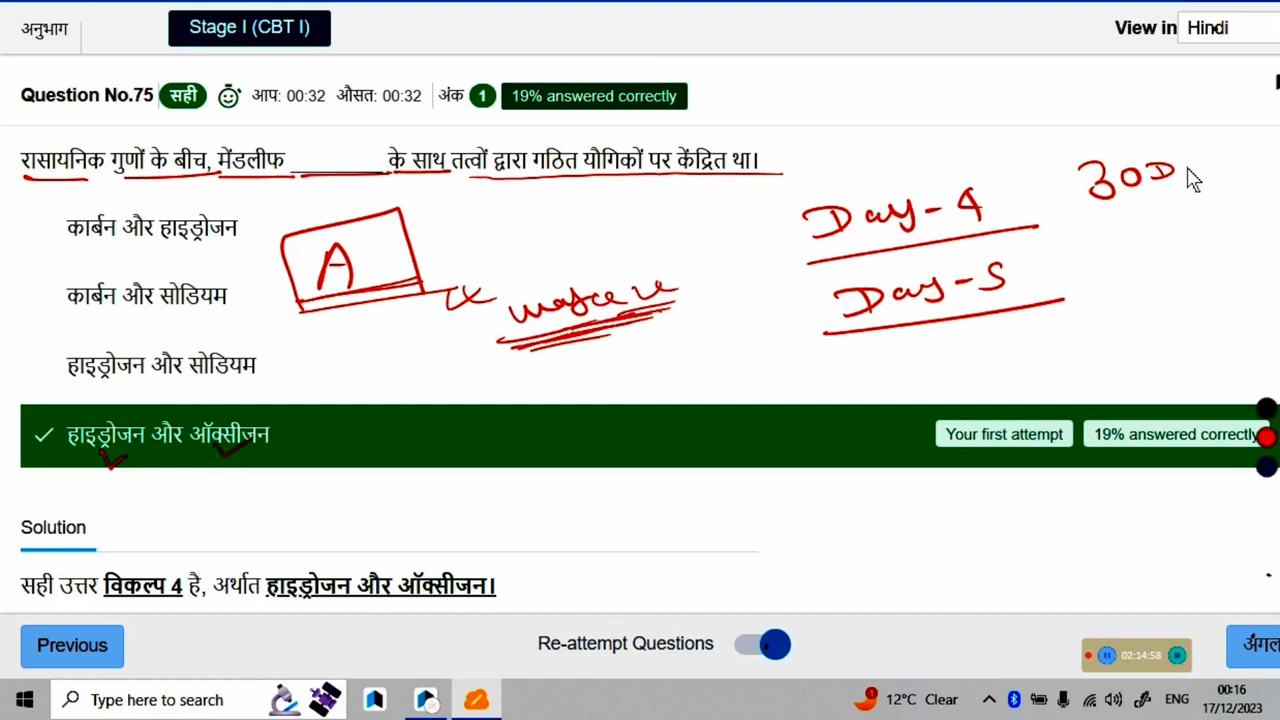 अनुभाग Stage I (CBT I) View in Hindi
Question No.75 सही आप: 00:32 औसत: 00:32 अंक 1 19% answered correctly
रासायनिक गुणों के बीच, मेंडलीफ ________ के साथ तत्वों द्वारा गठित यौगिकों पर केंद्रित था।
30D
Day-4
कार्बन और हाइड्रोजन
A
Day-5
कार्बन और सोडियम
हाइड्रोजन और सोडियम
हाइड्रोजन और ऑक्सीजन Your first attempt 19% answered correctly
Solution
सही उत्तर विकल्प 4 है, अर्थात हाइड्रोजन और ऑक्सीजन।
Previous Re-attempt Questions 02:14:58
Type here to search 1 12°C Clear ENG 00:16
17/12/2023